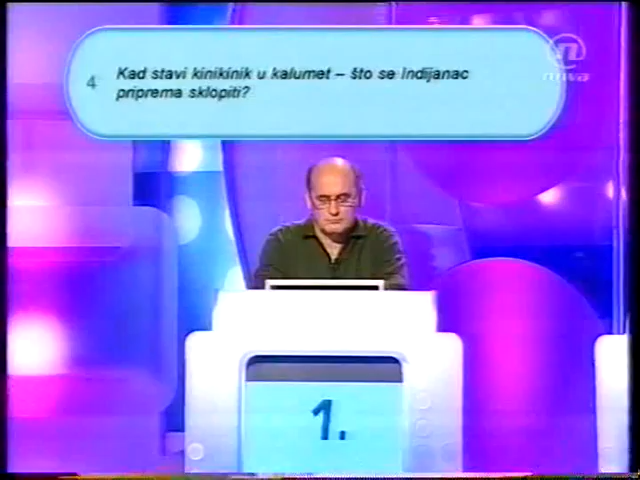 nova
4
Kad stavi kinikinik u kalumet – što se Indijanac
priprema sklopiti?
1.